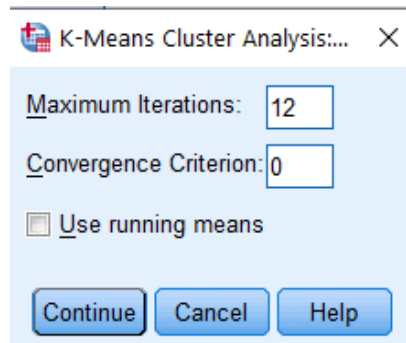 K-Means Cluster Analysis:...
Maximum Iterations: 12
Convergence Criterion: 0
Use running means
Continue Cancel Help